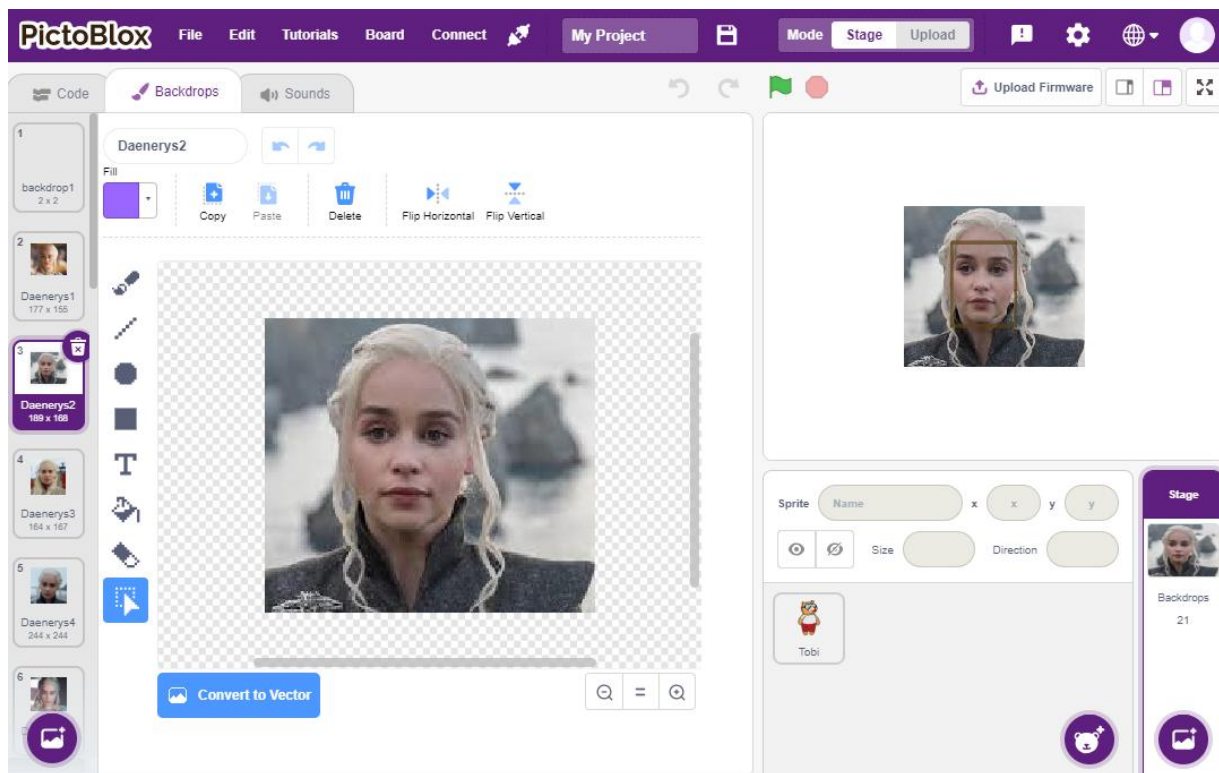 PictoBlox File Edit Tutorials Board Connect My Project Mode Stage Upload
Code Backdrops Sounds Upload Firmware
1
backdrop1
2 x 2
2
Daenerys1
177 x 155
3
Daenerys2
189 x 168
4
Daenerys3
164 x 167
5
Daenerys4
244 x 244
6
Daenerys2
Fill
Copy Paste Delete Flip Horizontal Flip Vertical
T
Convert to Vector
=
Sprite Name x x y y
Size Direction
Tobi
Stage
Backdrops
21